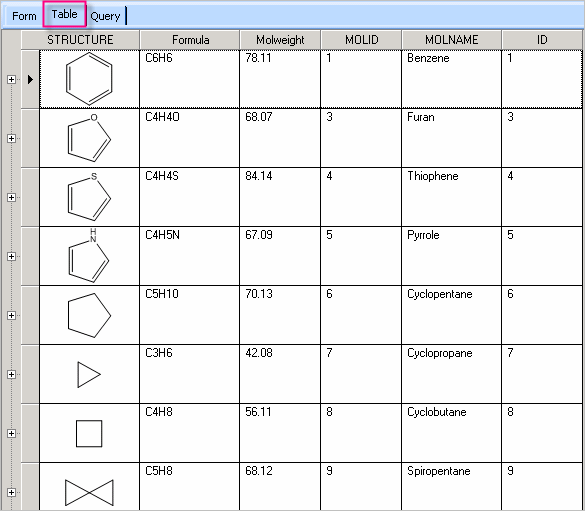 Form Table Query
STRUCTURE Formula Molweight MOLID MOLNAME ID
C6H6 78.11 1 Benzene 1
O C4H4O 68.07 3 Furan 3
S C4H4S 84.14 4 Thiophene 4
H
N C4H5N 67.09 5 Pyrrole 5
C5H10 70.13 6 Cyclopentane 6
C3H6 42.08 7 Cyclopropane 7
C4H8 56.11 8 Cyclobutane 8
C5H8 68.12 9 Spiropentane 9